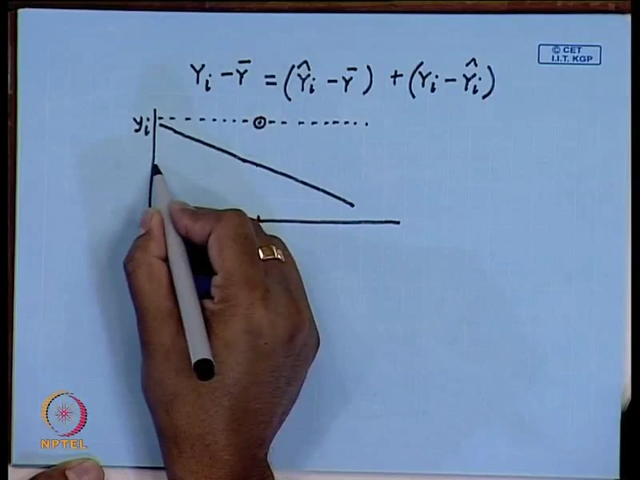 © CET
I.I.T. KGP
Yᵢ − Ȳ = (Ŷᵢ − Ȳ) + (Yᵢ − Ŷᵢ)
yᵢ
NPTEL